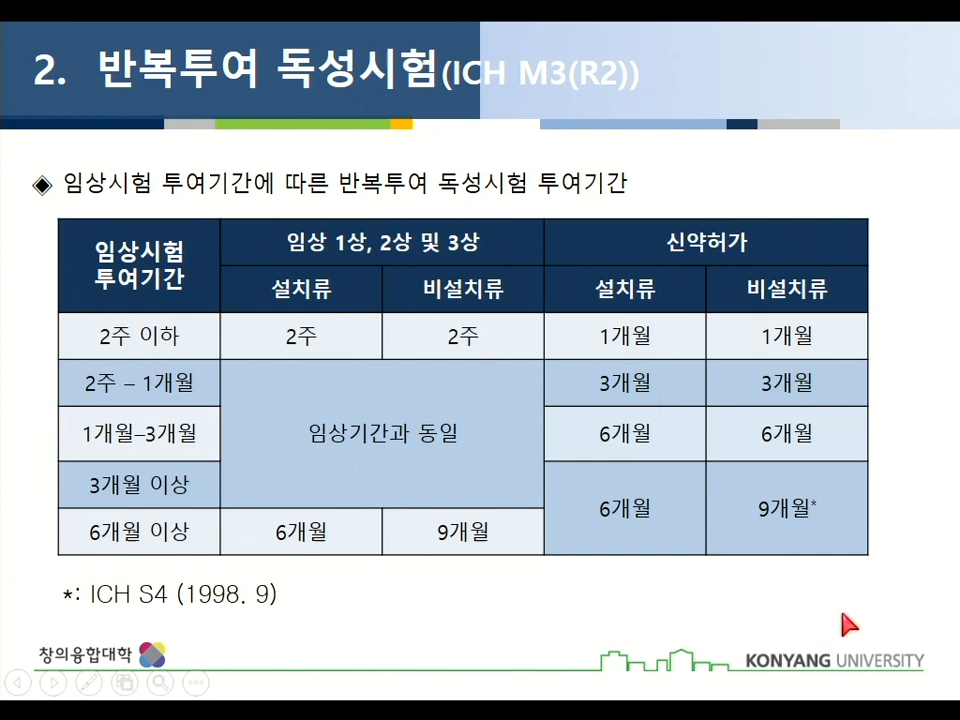 2. 반복투여 독성시험(ICH M3(R2))
◈ 임상시험 투여기간에 따른 반복투여 독성시험 투여기간
임상시험 투여기간 임상 1상, 2상 및 3상 신약허가
설치류 비설치류 설치류 비설치류
2주 이하 2주 2주 1개월 1개월
2주 – 1개월 임상기간과 동일 3개월 3개월
1개월–3개월 6개월 6개월
3개월 이상 6개월 9개월*
6개월 이상 6개월 9개월
*: ICH S4 (1998. 9)
창의융합대학
KONYANG UNIVERSITY